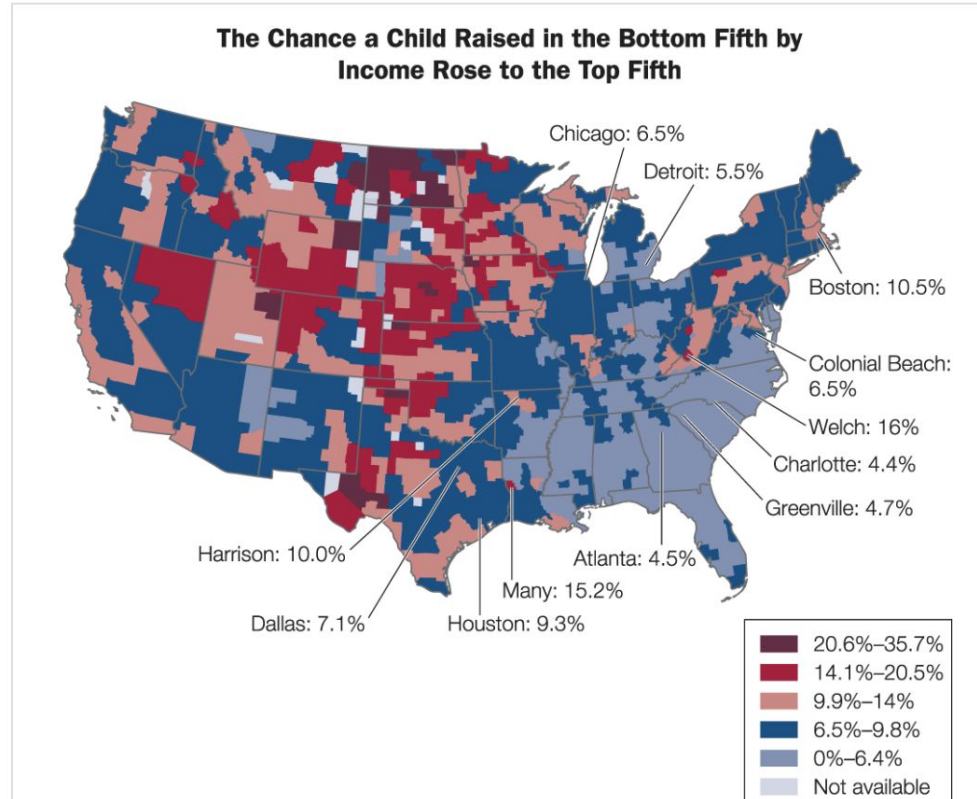 The Chance a Child Raised in the Bottom Fifth by
Income Rose to the Top Fifth
Chicago: 6.5%
Detroit: 5.5%
Boston: 10.5%
Colonial Beach:
6.5%
Welch: 16%
Charlotte: 4.4%
Greenville: 4.7%
Harrison: 10.0%
Atlanta: 4.5%
Many: 15.2%
Dallas: 7.1%
Houston: 9.3%
20.6%–35.7%
14.1%–20.5%
9.9%–14%
6.5%–9.8%
0%–6.4%
Not available